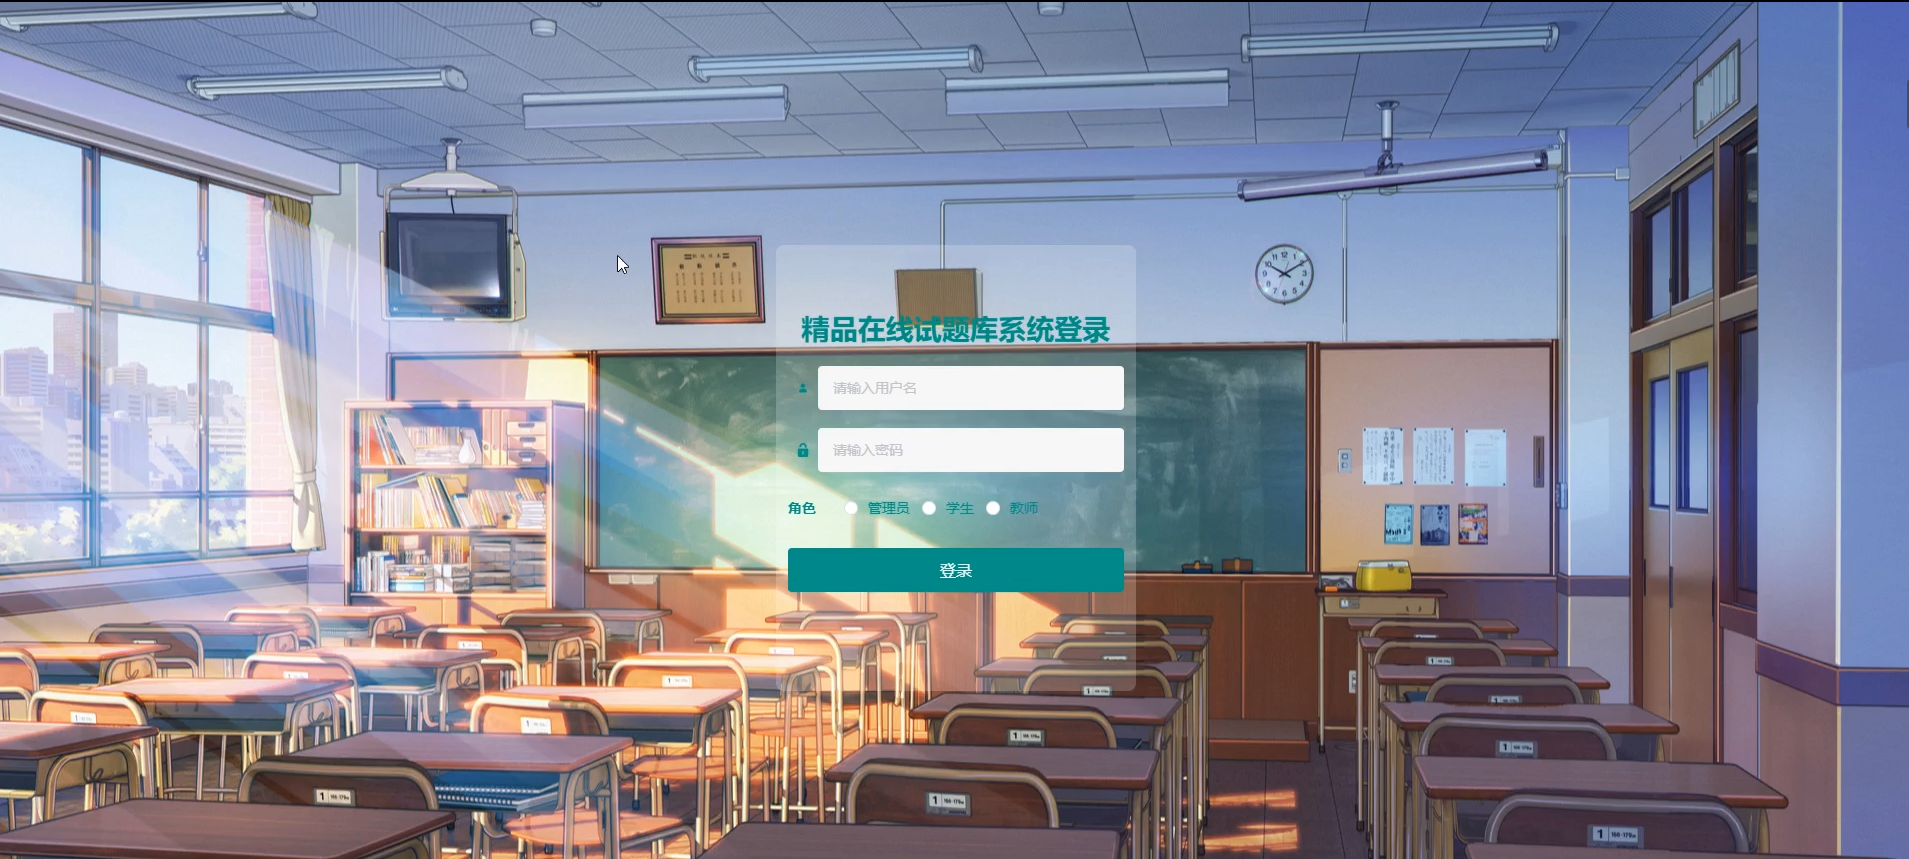 精品在线试题库系统登录
请输入用户名
请输入密码
角色 管理员 学生 教师
登录